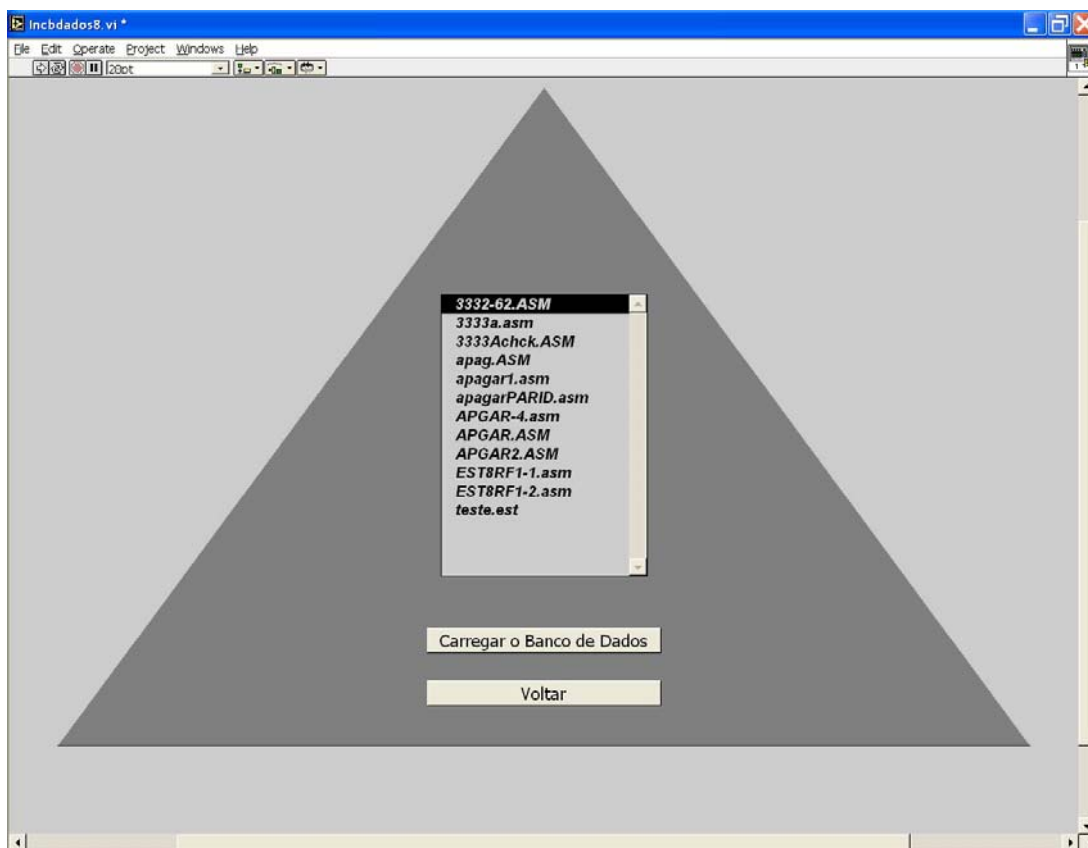 Incbdados8.vi *
File Edit Operate Project Windows Help
20pt
1
3332-62.ASM
3333a.asm
3333Achck.ASM
apag.ASM
apagar1.asm
apagarPARID.asm
APGAR-4.asm
APGAR.ASM
APGAR2.ASM
EST8RF1-1.asm
EST8RF1-2.asm
teste.est
Carregar o Banco de Dados
Voltar